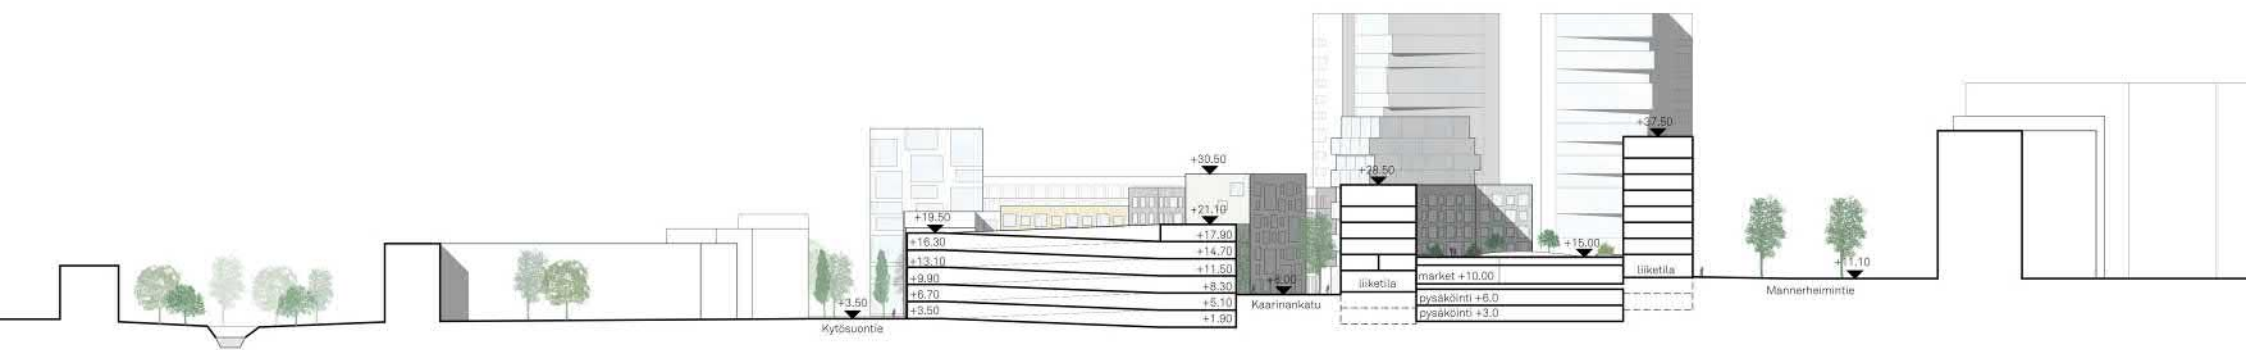 +37.50
+30.50
+28.50
+21.10
+19.50
+17.90
+16.30
+15.00
+14.70
+13.10
+11.10
+11.50
liiketila
market +10.00
+9.90
+8.00
liiketila
+8.30
Mannerheimintie
+6.70
pysäköinti +6.0
Kaarinankatu
+5.10
+3.50
+3.50
pysäköinti +3.0
+1.90
Kytösuontie